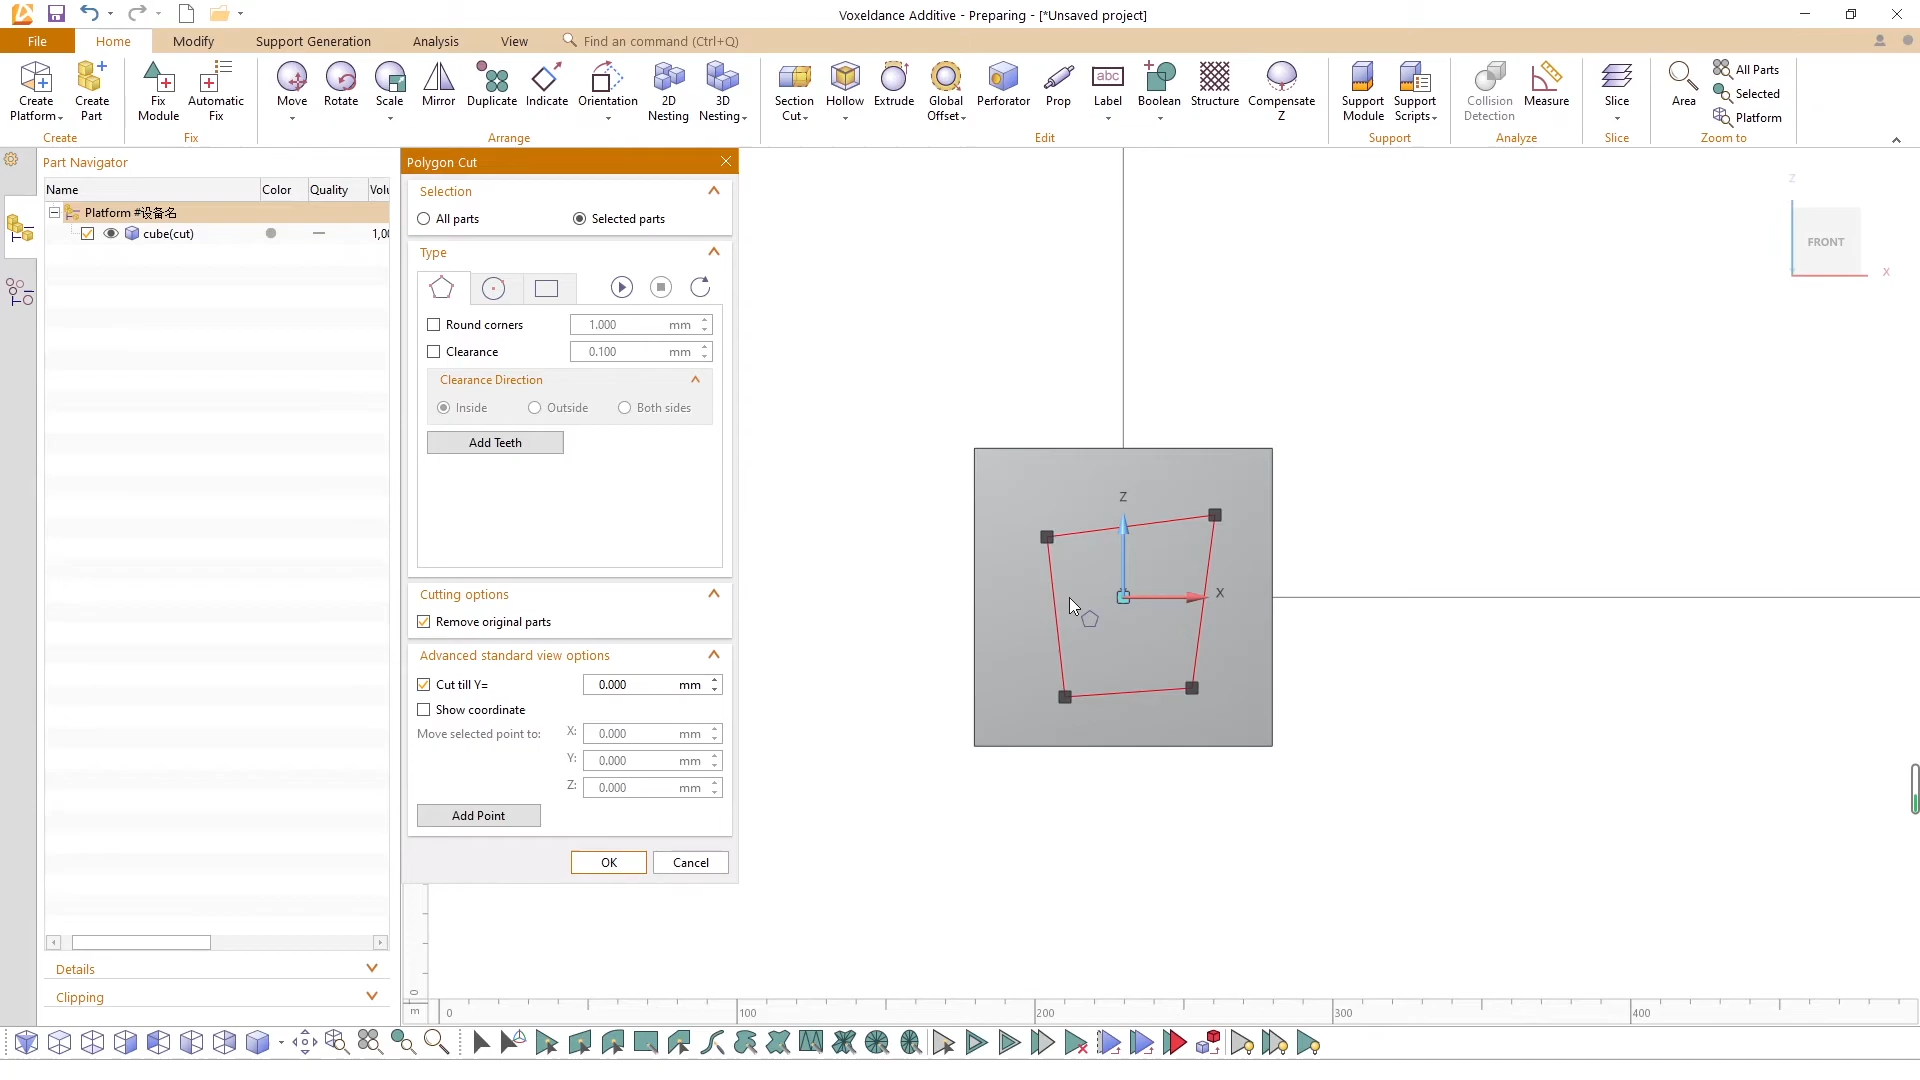 Voxeldance Additive - Preparing - [*Unsaved project]
File Home Modify Support Generation Analysis View Find an command (Ctrl+Q)
Create Platform Create Part Fix Module Automatic Fix Move Rotate Scale Mirror Duplicate Indicate Orientation 2D Nesting 3D Nesting Section Cut Hollow Extrude Global Offset Perforator Prop abc Label Boolean Structure Compensate Z Support Module Support Scripts Collision Detection Measure Slice Area All Parts Selected Platform
Create Fix Arrange Edit Support Analyze Slice Zoom to
Part Navigator
Name Color Quality Volu
Platform #设备名
cube(cut) 1,00
Details
Clipping
Polygon Cut
Selection
All parts Selected parts
Type
Round corners 1.000 mm
Clearance 0.100 mm
Clearance Direction
Inside Outside Both sides
Add Teeth
Cutting options
Remove original parts
Advanced standard view options
Cut till Y= 0.000 mm
Show coordinate
Move selected point to: X: 0.000 mm
Y: 0.000 mm
Z: 0.000 mm
Add Point
OK Cancel
Z
FRONT
X
Z
X
0
m 0 100 200 300 400